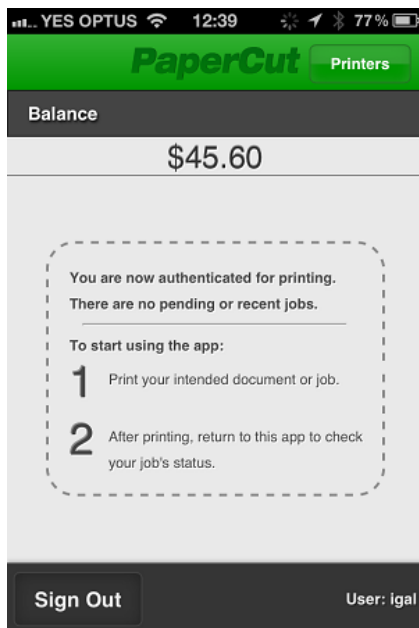 YES OPTUS 12:39 77%
PaperCut Printers
Balance
$45.60
You are now authenticated for printing.
There are no pending or recent jobs.
To start using the app:
1 Print your intended document or job.
2 After printing, return to this app to check
your job's status.
Sign Out User: igal